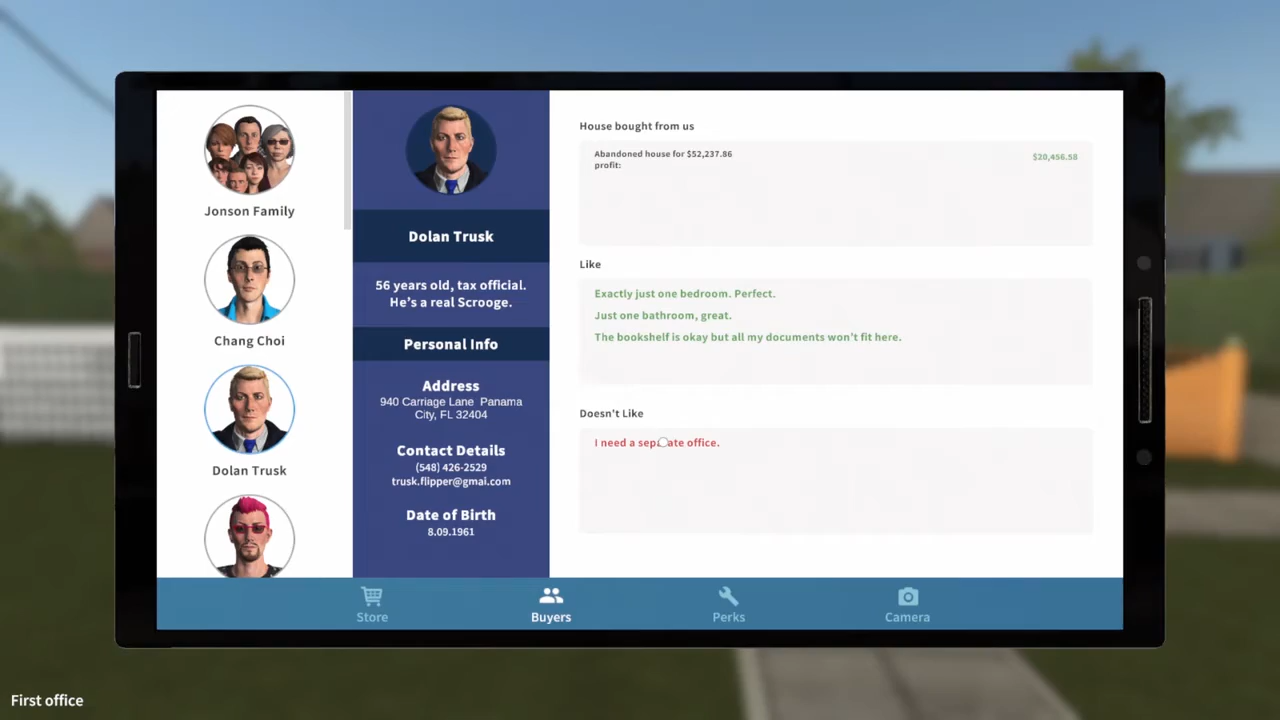 Jonson Family
Chang Choi
Dolan Trusk
Dolan Trusk
56 years old, tax official.
He's a real Scrooge.
Personal Info
Address
940 Carriage Lane Panama
City, FL 32404
Contact Details
(548) 426-2529
trusk.flipper@gmai.com
Date of Birth
8.09.1961
House bought from us
Abandoned house for $52,237.86
profit:
$20,456.58
Like
Exactly just one bedroom. Perfect.
Just one bathroom, great.
The bookshelf is okay but all my documents won't fit here.
Doesn't Like
I need a separate office.
Store
Buyers
Perks
Camera
First office